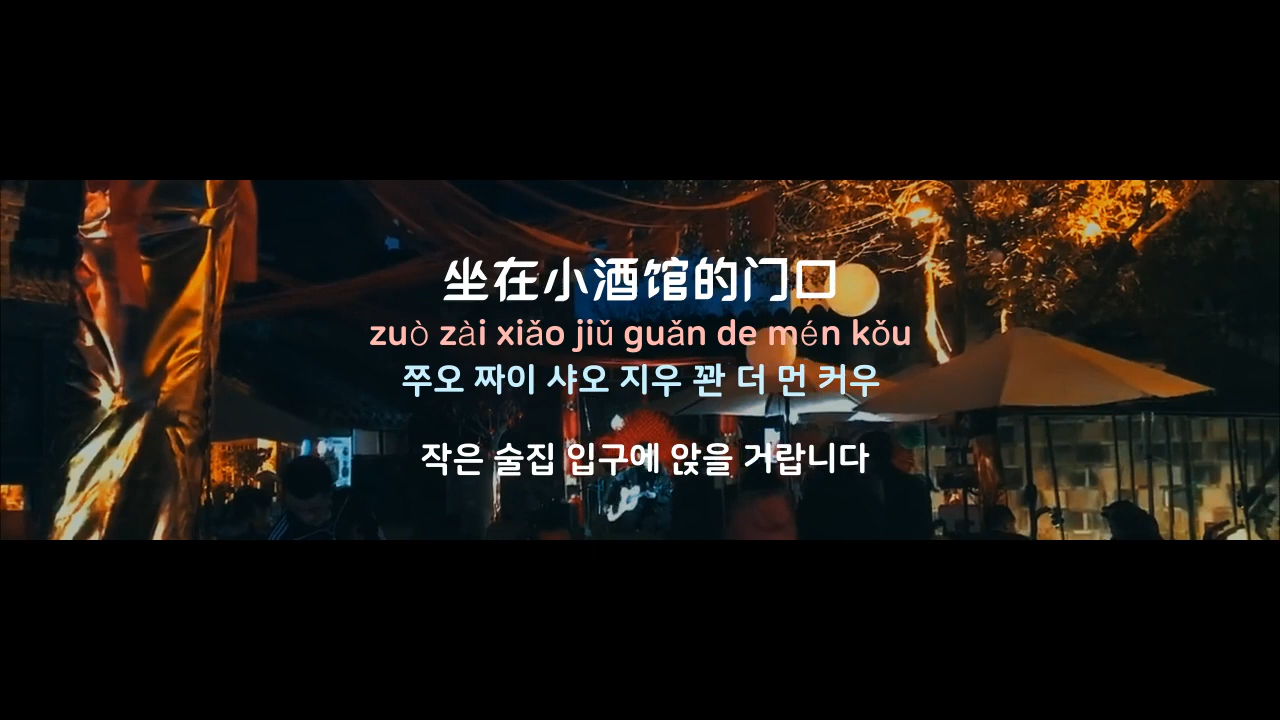 坐在小酒馆的门口
zuò zài xiǎo jiǔ guǎn de mén kǒu
쭈오 짜이 샤오 지우 꽌 더 먼 커우
작은 술집 입구에 앉을 거랍니다